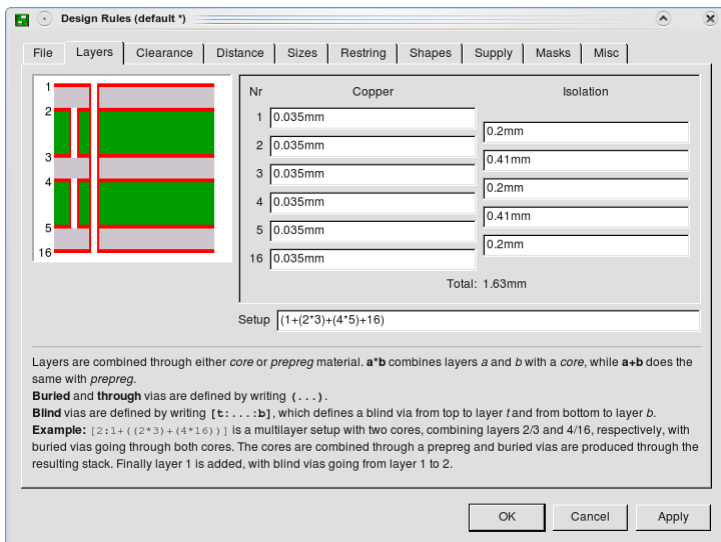 Design Rules (default *)
File Layers Clearance Distance Sizes Restring Shapes Supply Masks Misc
1
2
3
4
5
16
Nr Copper Isolation
1 0.035mm
0.2mm
2 0.035mm
0.41mm
3 0.035mm
0.2mm
4 0.035mm
0.41mm
5 0.035mm
0.2mm
16 0.035mm
Total: 1.63mm
Setup (1+(2*3)+(4*5)+16)
Layers are combined through either core or prepreg material. a*b combines layers a and b with a core, while a+b does the
same with prepreg.
Buried and through vias are defined by writing (...).
Blind vias are defined by writing [t:...:b], which defines a blind via from top to layer t and from bottom to layer b.
Example: [2:1+((2*3)+(4*16))] is a multilayer setup with two cores, combining layers 2/3 and 4/16, respectively, with
buried vias going through both cores. The cores are combined through a prepreg and buried vias are produced through the
resulting stack. Finally layer 1 is added, with blind vias going from layer 1 to 2.
OK Cancel Apply